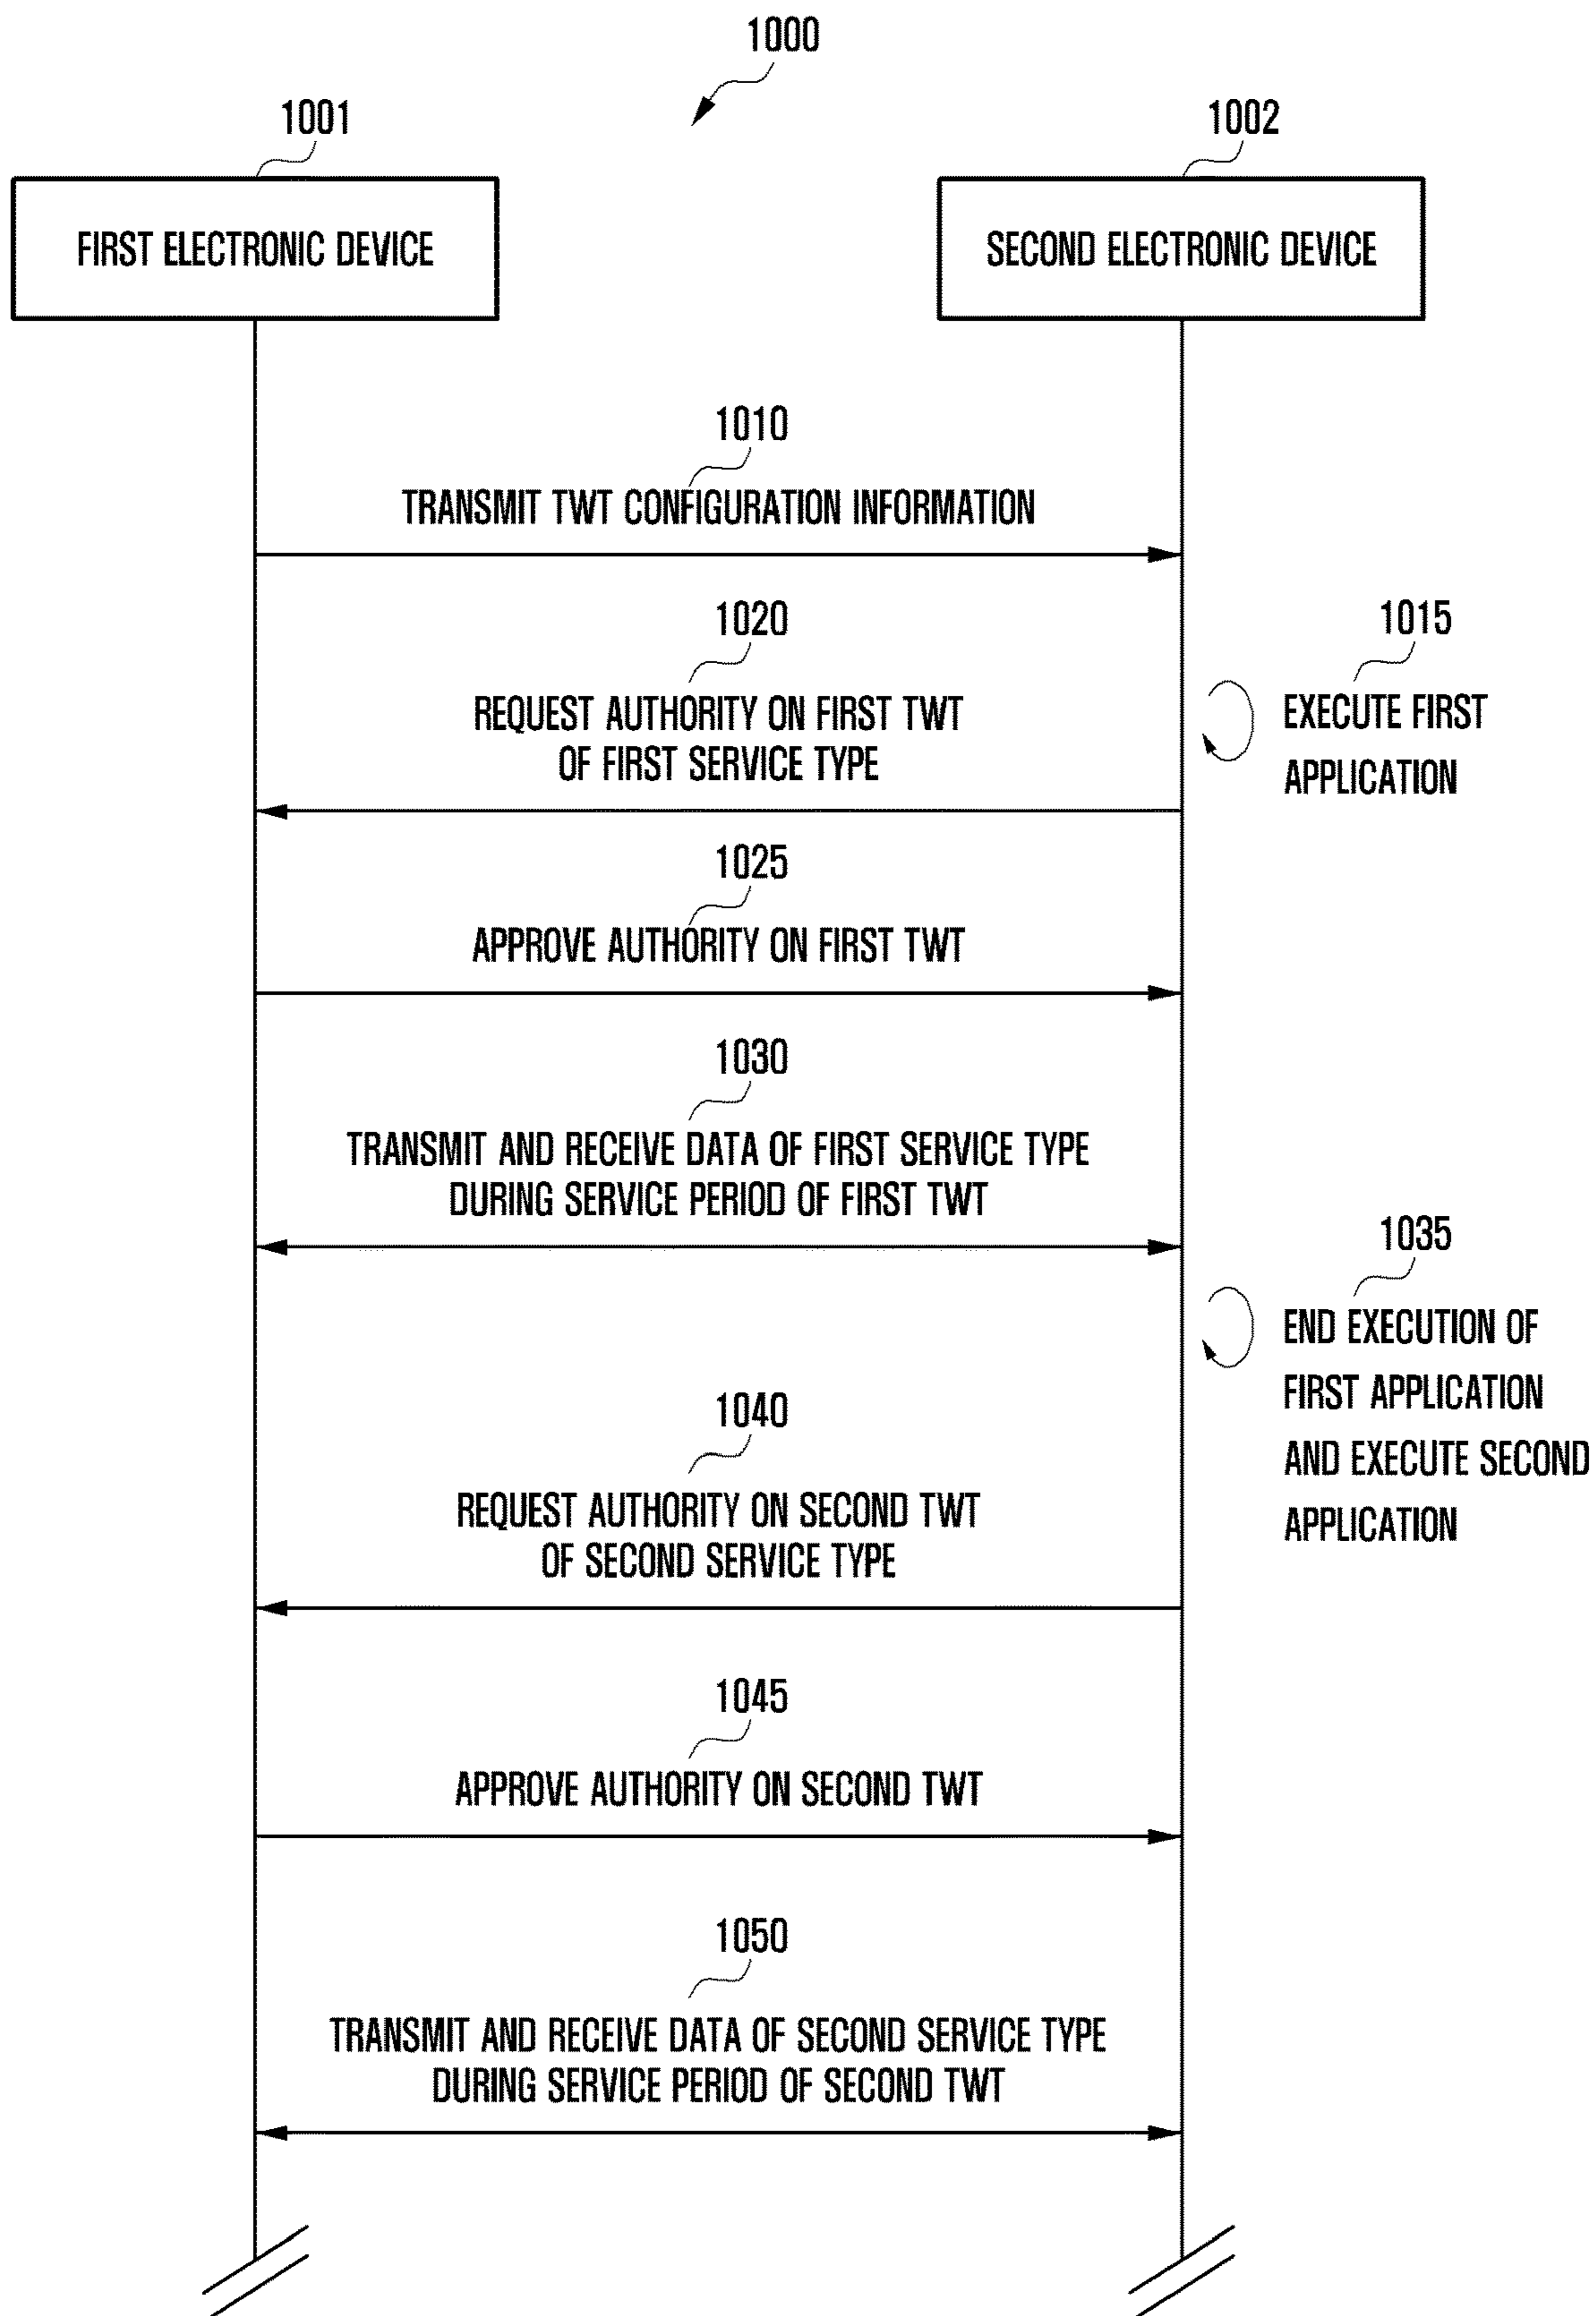 1000
1001
1002
FIRST ELECTRONIC DEVICE
SECOND ELECTRONIC DEVICE
1010
TRANSMIT TWT CONFIGURATION INFORMATION
1020
REQUEST AUTHORITY ON FIRST TWT
OF FIRST SERVICE TYPE
1015
EXECUTE FIRST
APPLICATION
1025
APPROVE AUTHORITY ON FIRST TWT
1030
TRANSMIT AND RECEIVE DATA OF FIRST SERVICE TYPE
DURING SERVICE PERIOD OF FIRST TWT
1035
END EXECUTION OF
FIRST APPLICATION
AND EXECUTE SECOND
APPLICATION
1040
REQUEST AUTHORITY ON SECOND TWT
OF SECOND SERVICE TYPE
1045
APPROVE AUTHORITY ON SECOND TWT
1050
TRANSMIT AND RECEIVE DATA OF SECOND SERVICE TYPE
DURING SERVICE PERIOD OF SECOND TWT